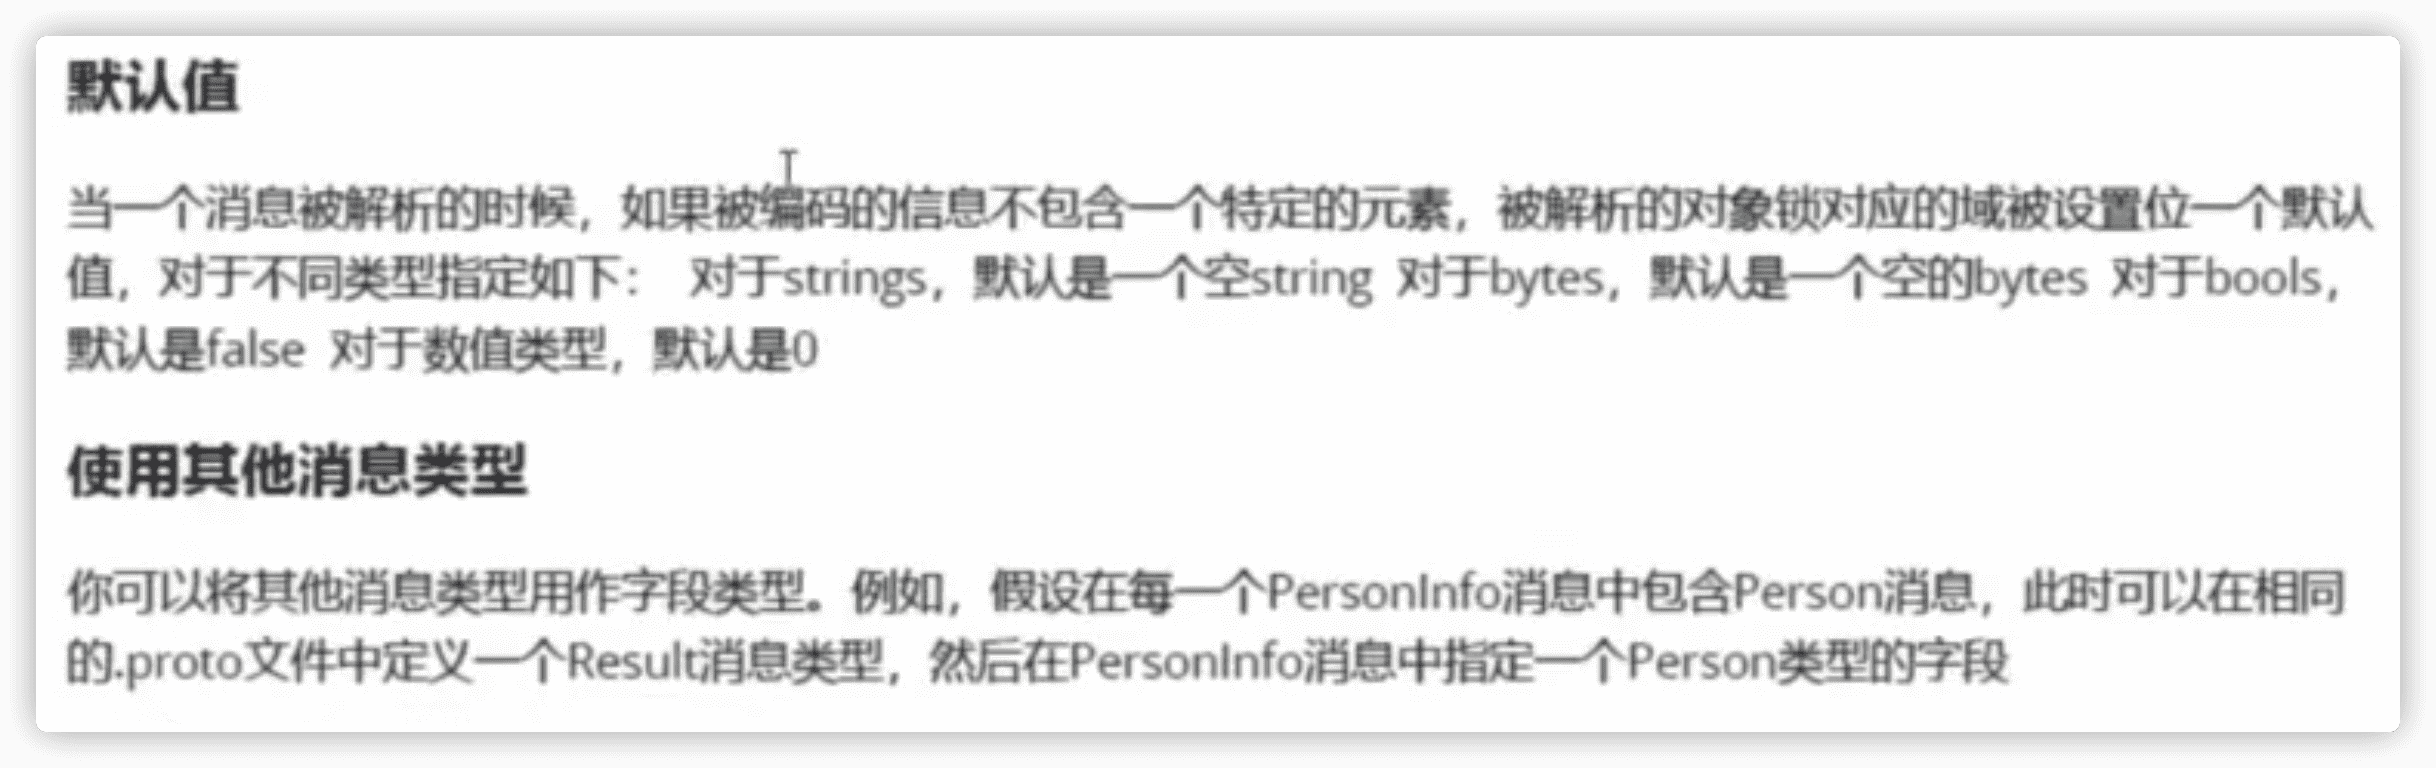 默认值
当一个消息被解析的时候，如果被编码的信息不包含一个特定的元素，被解析的对象锁对应的域被设置位一个默认
值，对于不同类型指定如下： 对于strings，默认是一个空string 对于bytes，默认是一个空的bytes 对于bools，
默认是false 对于数值类型，默认是0
使用其他消息类型
你可以将其他消息类型用作字段类型。例如，假设在每一个PersonInfo消息中包含Person消息，此时可以在相同
的.proto文件中定义一个Result消息类型，然后在PersonInfo消息中指定一个Person类型的字段